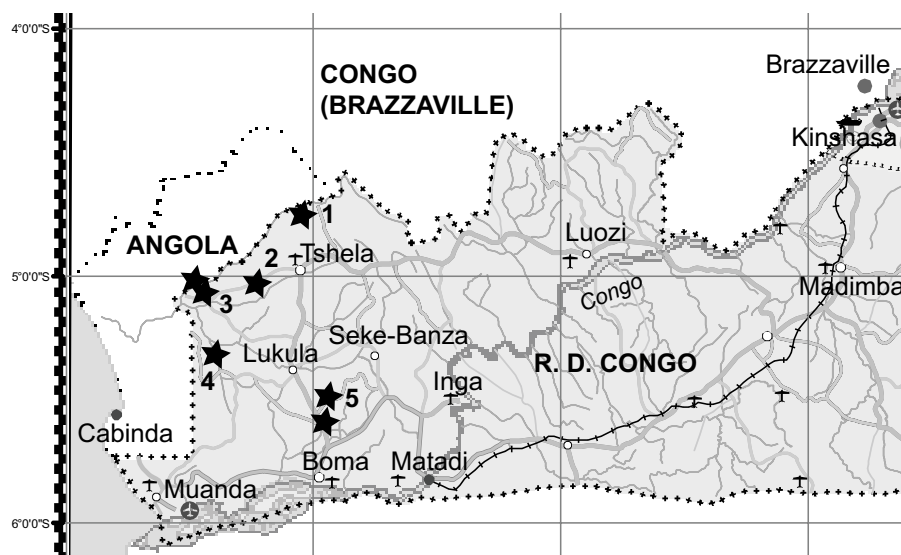 4°0'0"S
Brazzaville
CONGO
(BRAZZAVILLE)
Kinshasa
1
ANGOLA
2
Tshela
Luozi
5°0'0"S
3
Congo
Madimba
Seke-Banza
Lukula
4
R. D. CONGO
Inga
5
Cabinda
Boma
Matadi
Muanda
6°0'0"S